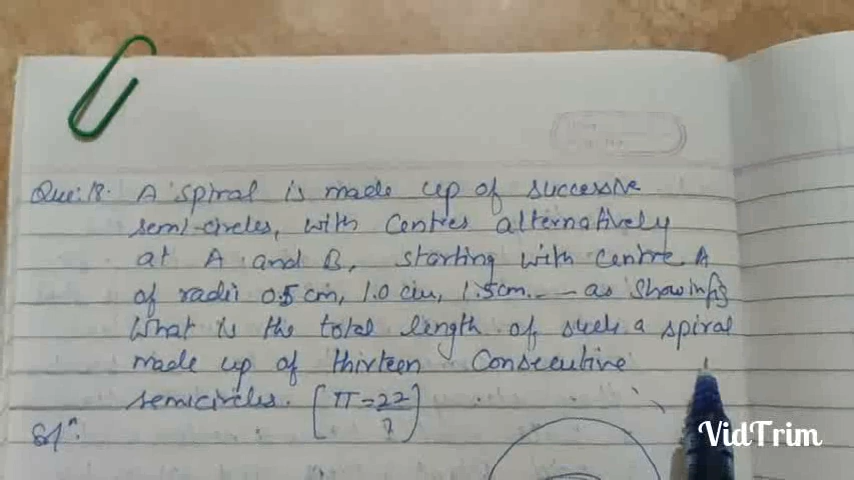 Que: 18. A spiral is made up of successive
semi-circles, with centres alternatively
at A and B, starting with centre A
of radii 0.5 cm, 1.0 cm, 1.5 cm. -- as show in fig
What is the total length of such a spiral
made up of thirteen consecutive
semicircles. [π = 22/7]
Solⁿ:
VidTrim